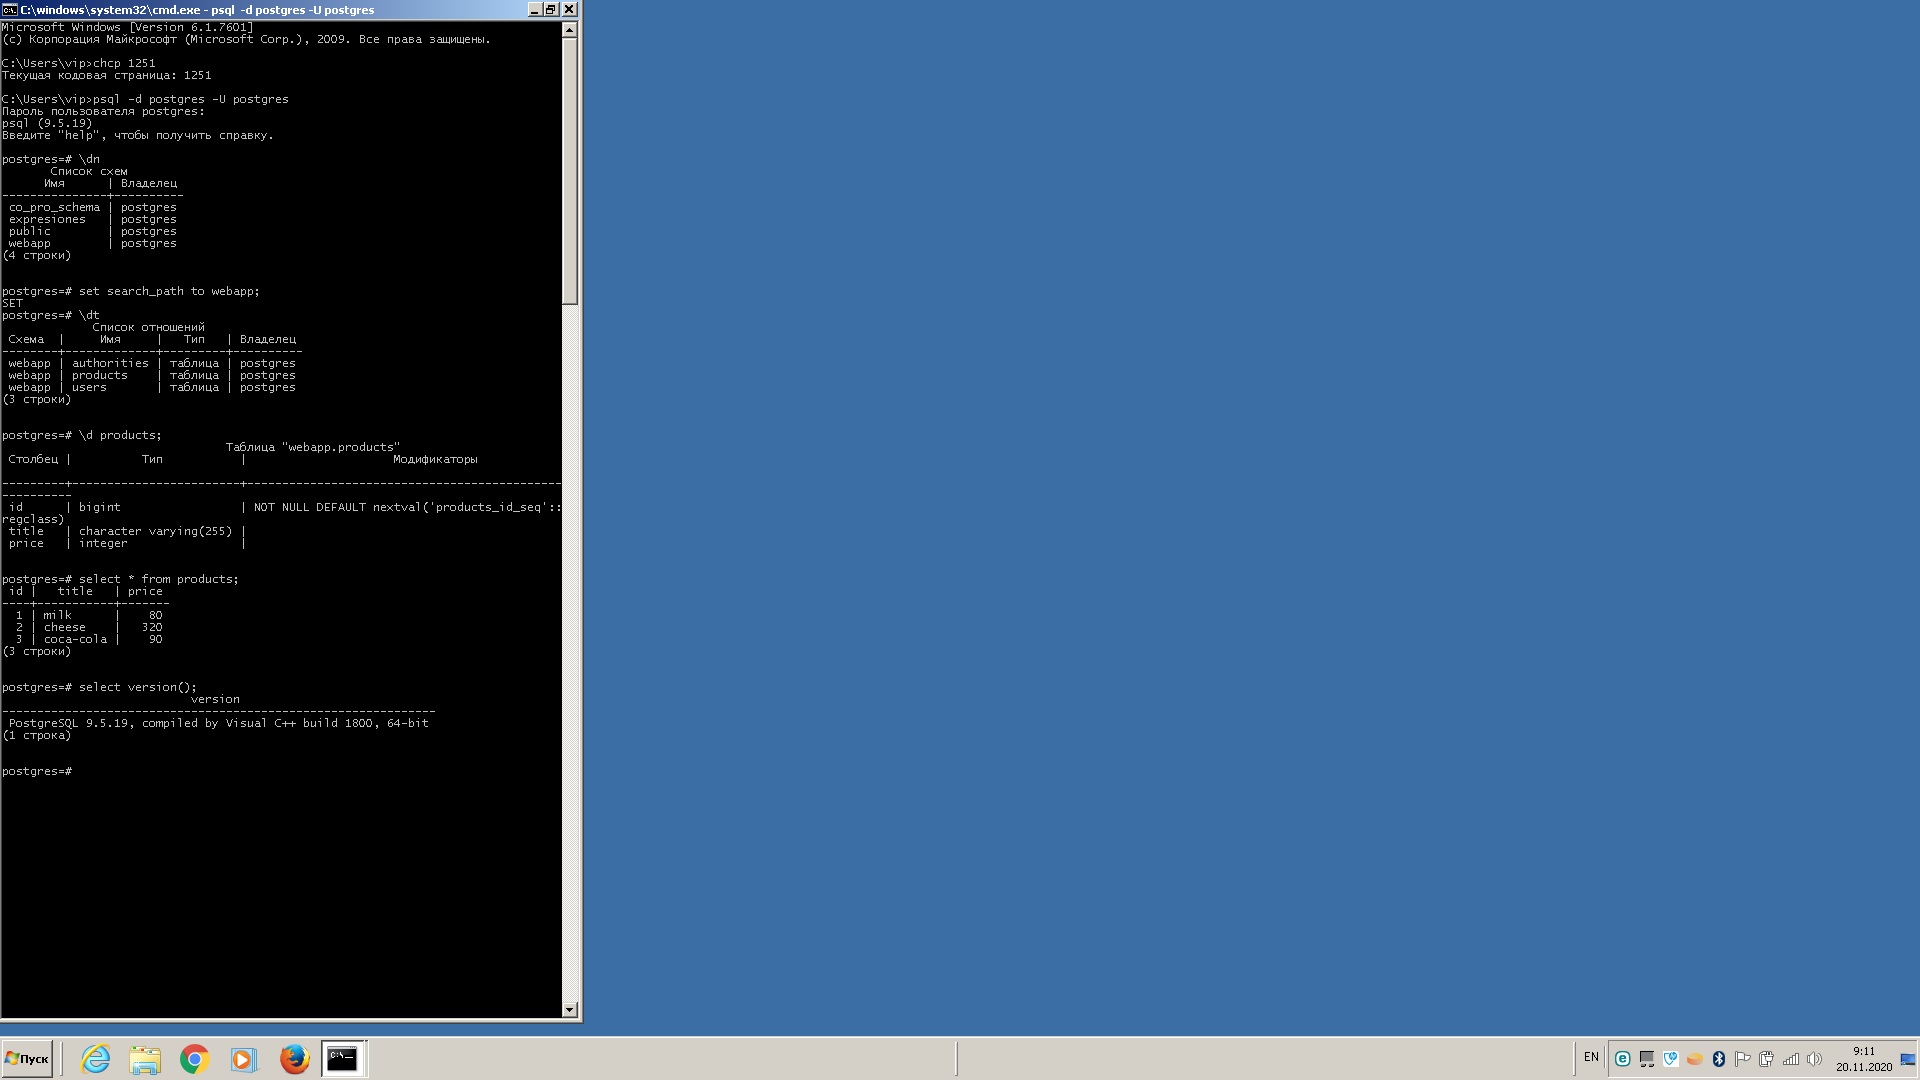 C:\windows\system32\cmd.exe - psql -d postgres -U postgres
Microsoft Windows [Version 6.1.7601]
(c) Корпорация Майкрософт (Microsoft Corp.), 2009. Все права защищены.
C:\Users\vip>chcp 1251
Текущая кодовая страница: 1251
C:\Users\vip>psql -d postgres -U postgres
Пароль пользователя postgres:
psql (9.5.19)
Введите "help", чтобы получить справку.
postgres=# \dn
Список схем
Имя | Владелец
---------------+----------
co_pro_schema | postgres
expresiones | postgres
public | postgres
webapp | postgres
(4 строки)
postgres=# set search_path to webapp;
SET
postgres=# \dt
Список отношений
Схема | Имя | Тип | Владелец
--------+-------------+---------+----------
webapp | authorities | таблица | postgres
webapp | products | таблица | postgres
webapp | users | таблица | postgres
(3 строки)
postgres=# \d products;
Таблица "webapp.products"
Столбец | Тип | Модификаторы
---------+------------------------+---------------------------------------------
----------
id | bigint | NOT NULL DEFAULT nextval('products_id_seq'::
regclass)
title | character varying(255) |
price | integer |
postgres=# select * from products;
id | title | price
----+-----------+-------
1 | milk | 80
2 | cheese | 320
3 | coca-cola | 90
(3 строки)
postgres=# select version();
version
--------------------------------------------------------------
PostgreSQL 9.5.19, compiled by Visual C++ build 1800, 64-bit
(1 строка)
postgres=#
Пуск
C:\_
EN
9:11
20.11.2020